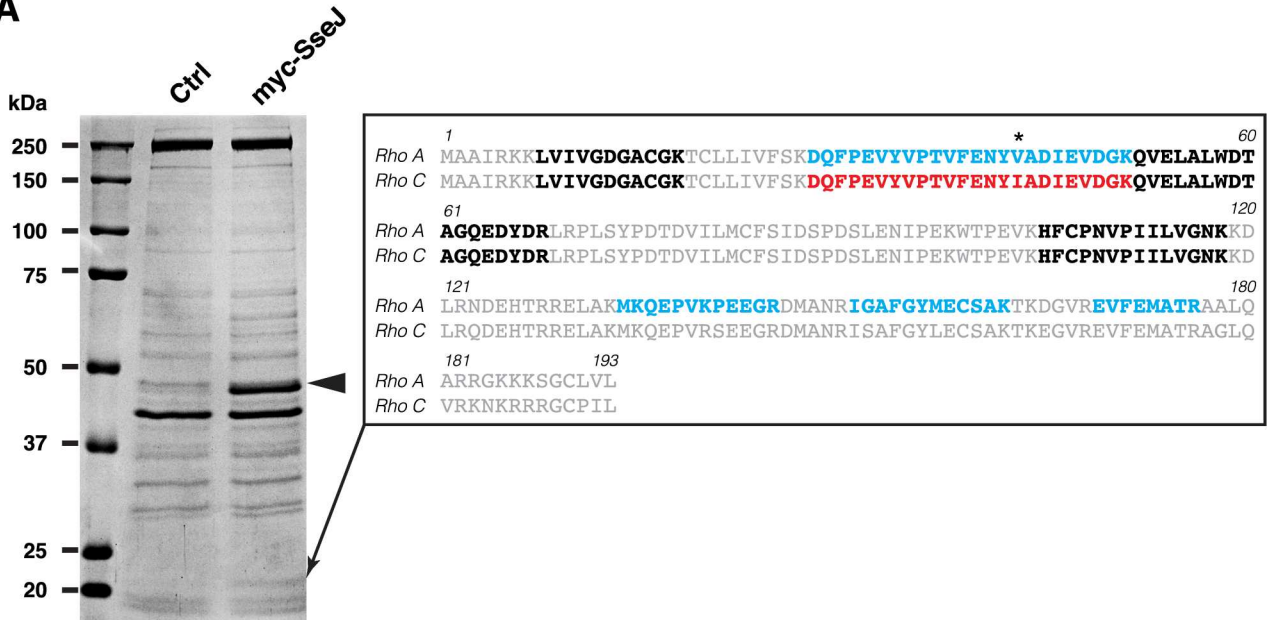 A
Ctrl
myc-SseJ
kDa
250
150
100
75
50
37
25
20
1 * 60
Rho A MAAIRKKLVIVGDGACGKTCLLIVFSKDQFPEVYVPTVFENYVADIEVDGKQVELALWDT
Rho C MAAIRKKLVIVGDGACGKTCLLIVFSKDQFPEVYVPTVFENYIADIEVDGKQVELALWDT
61 120
Rho A AGQEDYDRLRPLSYPDTDVILMCFSIDSPDSLENIPEKWTPEVKHFCPNVPIILVGNKKD
Rho C AGQEDYDRLRPLSYPDTDVILMCFSIDSPDSLENIPEKWTPEVKHFCPNVPIILVGNKKD
121 180
Rho A LRNDEHTRRELAKMKQEPVKPEEGRDMANRIGAFGYMECSAKTKDGVREVFEMATRAALQ
Rho C LRQDEHTRRELAKMKQEPVRSEEGRDMANRISAFGYLECSAKTKEGVREVFEMATRAGLQ
181 193
Rho A ARRGKKKSGCLVL
Rho C VRKNKRRRGCPIL